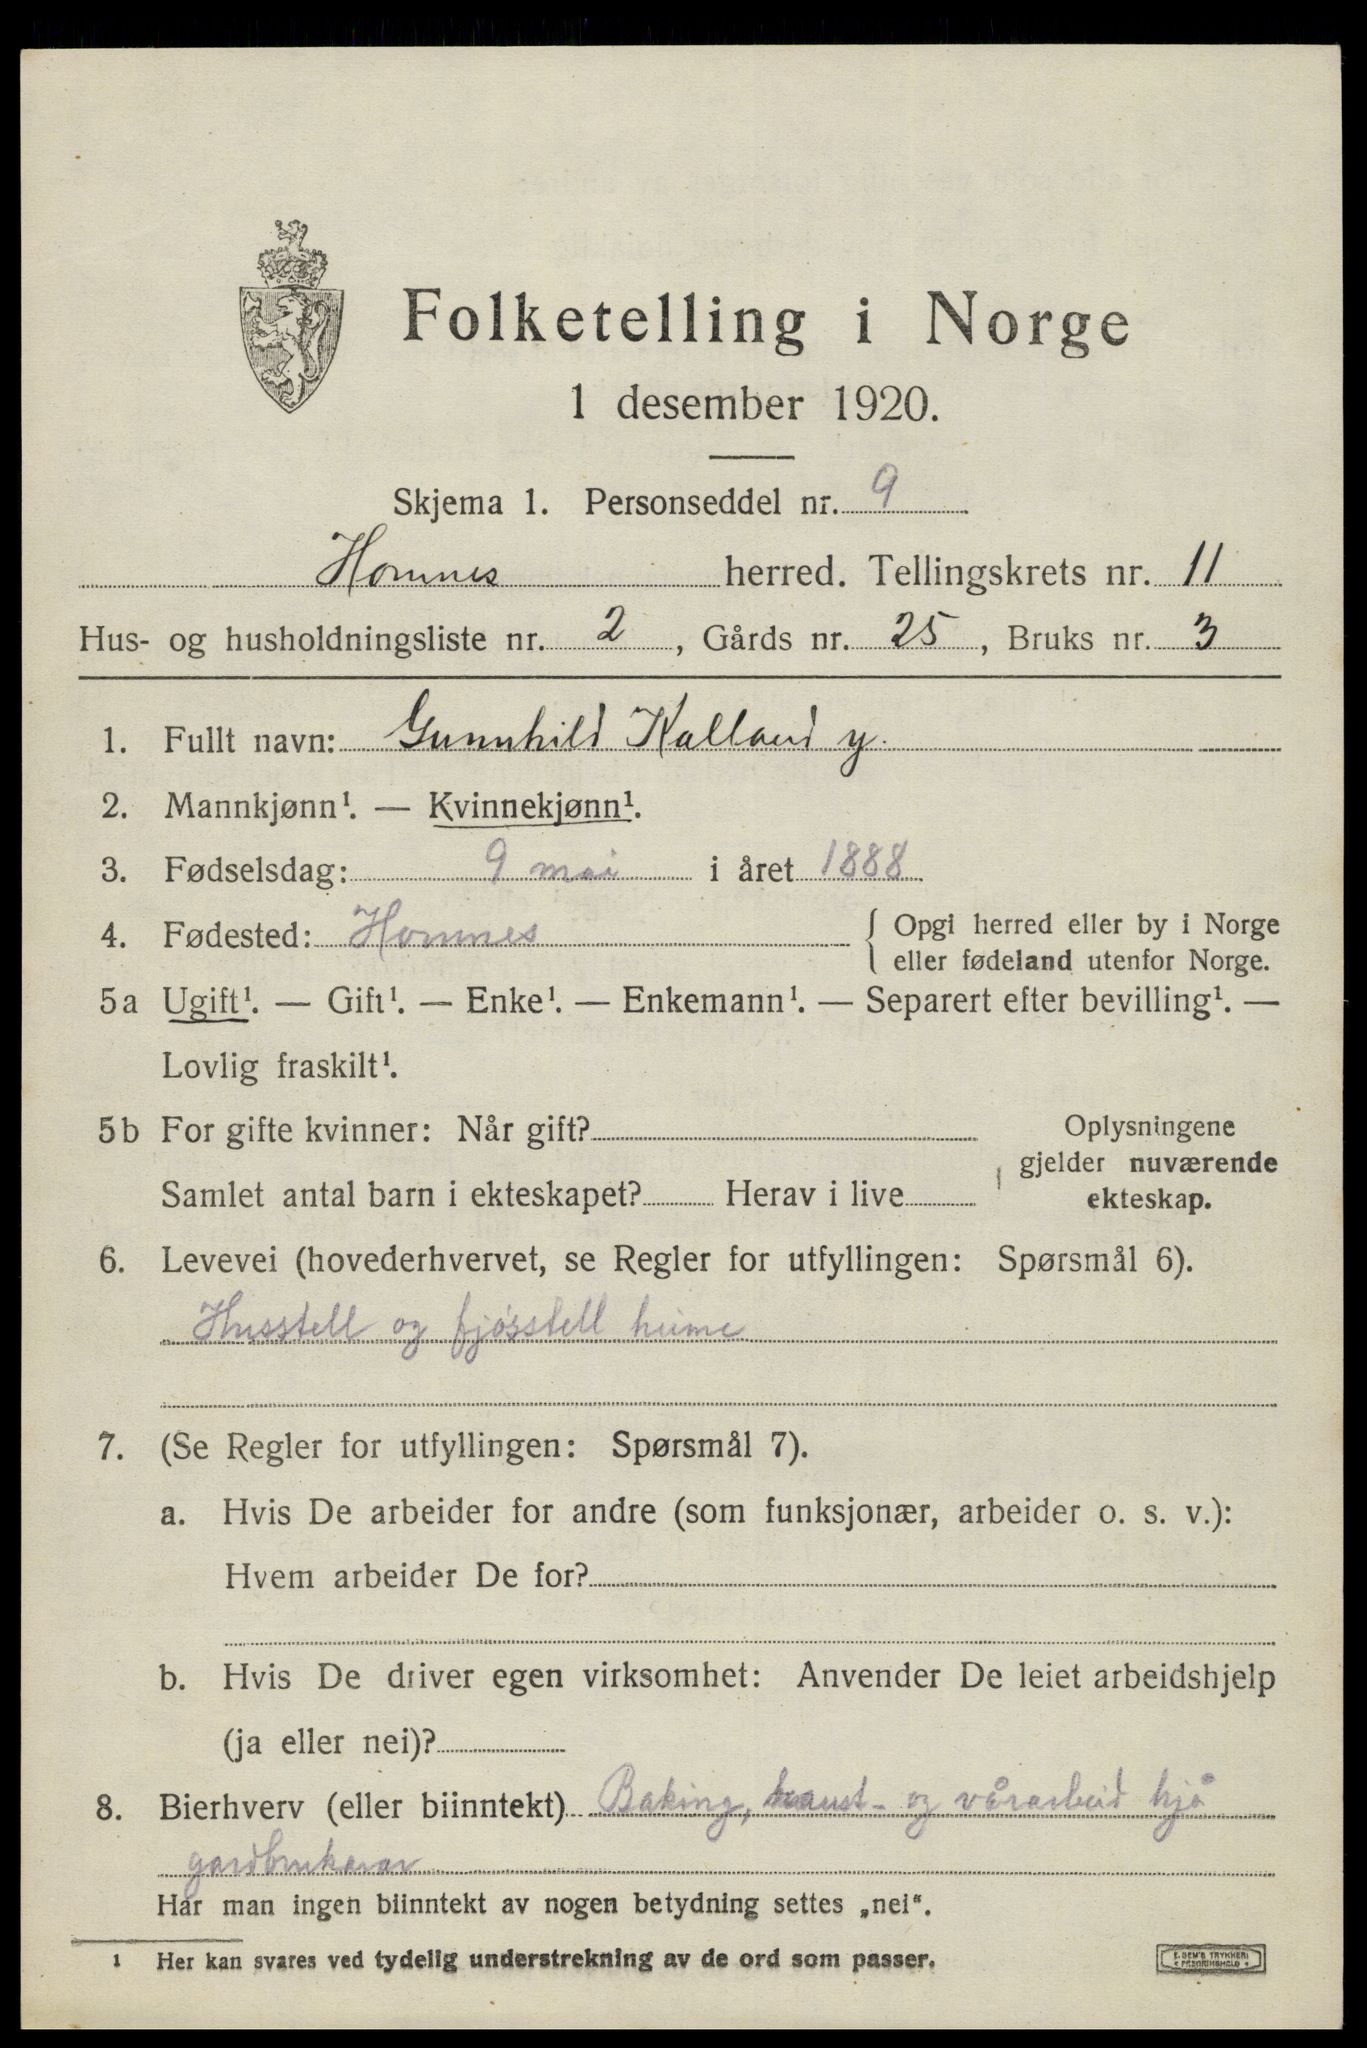 Folketelling i Norge
1 desember 1920.
Skjema 1. Personseddel nr. 9
Homnes herred. Tellingskrets nr. 11
Hus- og husholdningsliste nr. 2, Gårds nr. 25, Bruks nr. 3
1. Fullt navn: Gunnhild Kalland y.
2. Mannkjønn¹. — Kvinnekjønn¹.
3. Fødselsdag: 9 mai i året 1888
4. Fødested: Homnes { Opgi herred eller by i Norge
eller fødeland utenfor Norge.
5a Ugift¹. — Gift¹. — Enke¹. — Enkemann¹. — Separert efter bevilling¹. —
Lovlig fraskilt¹.
5b For gifte kvinner: Når gift?
Samlet antal barn i ekteskapet? Herav i live
Oplysningene
gjelder nuværende
ekteskap.
6. Levevei (hovederhvervet, se Regler for utfyllingen: Spørsmål 6).
Husstell og fjósstell heime
7. (Se Regler for utfyllingen: Spørsmål 7).
a. Hvis De arbeider for andre (som funksjonær, arbeider o. s. v.):
Hvem arbeider De for?
b. Hvis De driver egen virksomhet: Anvender De leiet arbeidshjelp
(ja eller nei)?
8. Bierhverv (eller biinntekt) Baking, haust- og vårarbeid hjå
gardbrukarar
Har man ingen biinntekt av nogen betydning settes „nei“.
1 Her kan svares ved tydelig understrekning av de ord som passer.
E. SEM'S TRYKKERI
FREDRIKSHALD